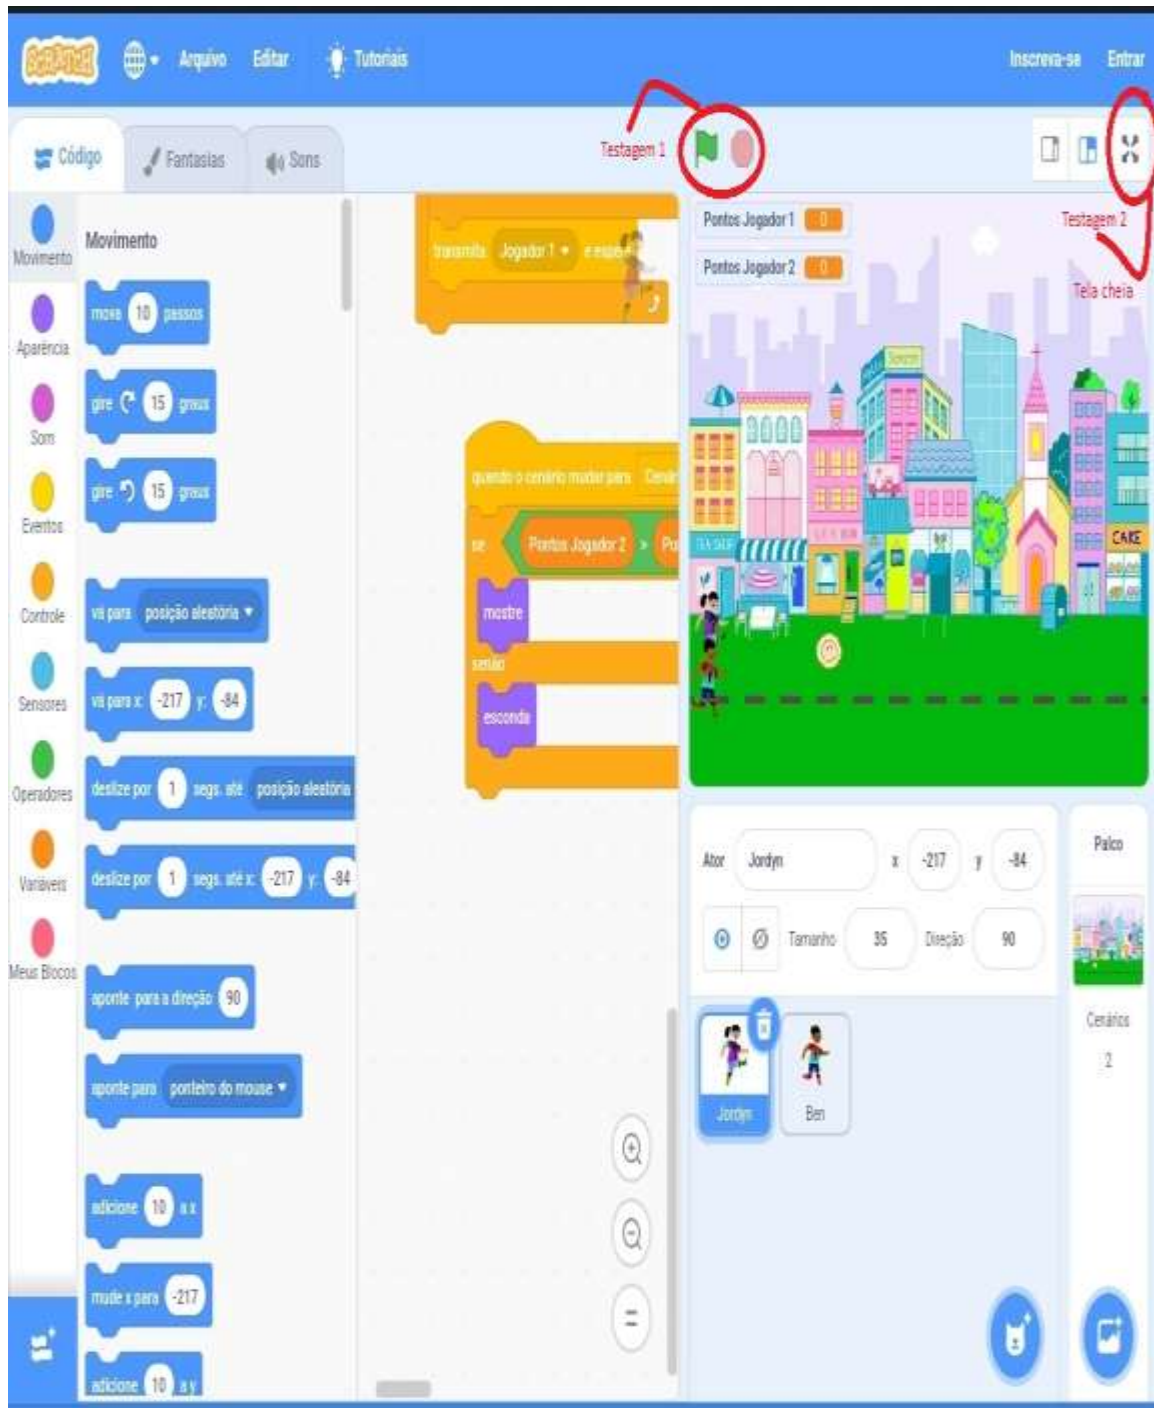 SCRATCH
Arquivo
Editar
Tutoriais
Inscreva-se
Entrar
Código
Fantasias
Sons
Testagem 1
Testagem 2
Tela cheia
Movimento
Aparência
Som
Eventos
Controle
Sensores
Operadores
Variáveis
Meus Blocos
Movimento
mova 10 passos
gire 15 graus
gire 15 graus
vá para posição aleatória
vá para x: -217 y: -84
deslize por 1 segs. até posição aleatória
deslize por 1 segs. até x: -217 y: -84
aponte para a direção 90
aponte para ponteiro do mouse
adicione 10 a x
mude x para -217
adicione 10 a y
transmita Jogador 1 e espere
quando o cenário mudar para
se Pontos Jogador 2 >
mostre
senão
esconda
=
Pontos Jogador 1 0
Pontos Jogador 2 0
CAKE
Ator Jordyn x -217 y -84
Tamanho 35 Direção 90
Jordyn
Ben
Palco
Cenários
2